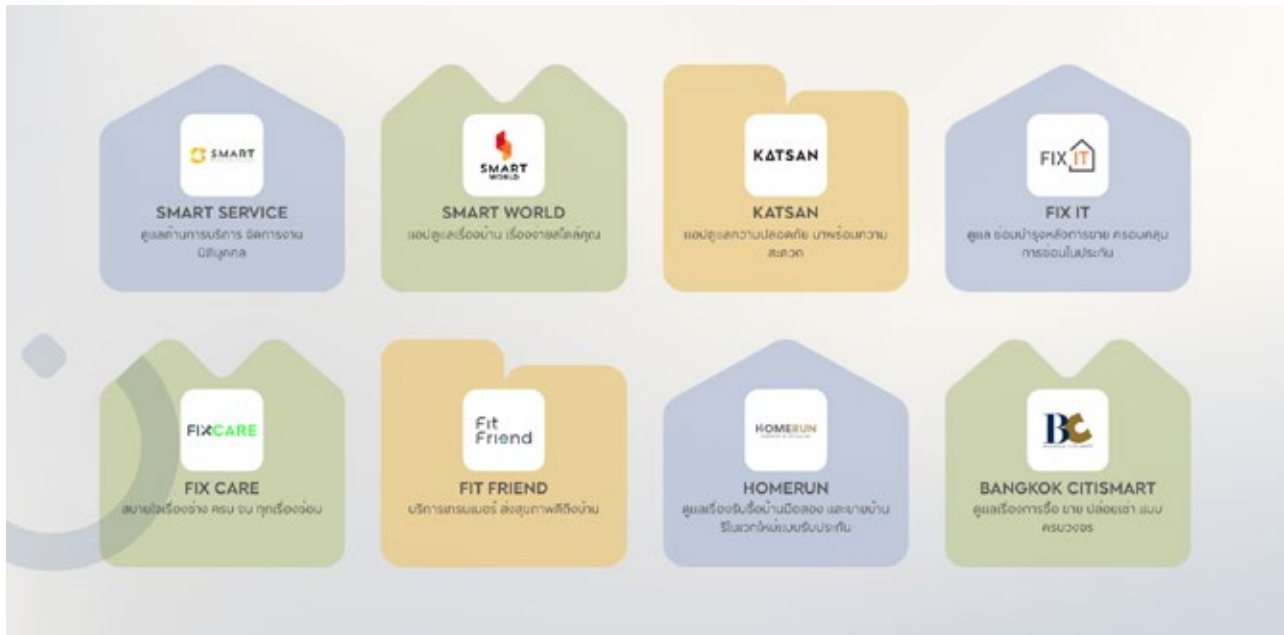 SMART
SMART SERVICE
ดูแลด้านการบริการ จัดการงาน
นิติบุคคล
SMART
WORLD
SMART WORLD
แอปดูแลเรื่องบ้าน เรื่องง่ายสไตล์คุณ
KATSAN
KATSAN
แอปดูแลความปลอดภัย มาพร้อมความ
สะดวก
FIX IT
FIX IT
ดูแล ซ่อมบำรุงหลังการขาย ครอบคลุม
การซ่อมในประกัน
FIXCARE
FIX CARE
สบายใจเรื่องช่าง ครบ จบ ทุกเรื่องซ่อม
Fit
Friend
FIT FRIEND
บริการเทรนเนอร์ ส่งสุขภาพดีถึงบ้าน
HOMERUN
HOMERUN
ดูแลเรื่องรับซื้อบ้านมือสอง และขายบ้าน
รีโนเวทใหม่แบบรับประกัน
BC
BANGKOK CITISMART
ดูแลเรื่องการซื้อ ขาย ปล่อยเช่า แบบ
ครบวงจร